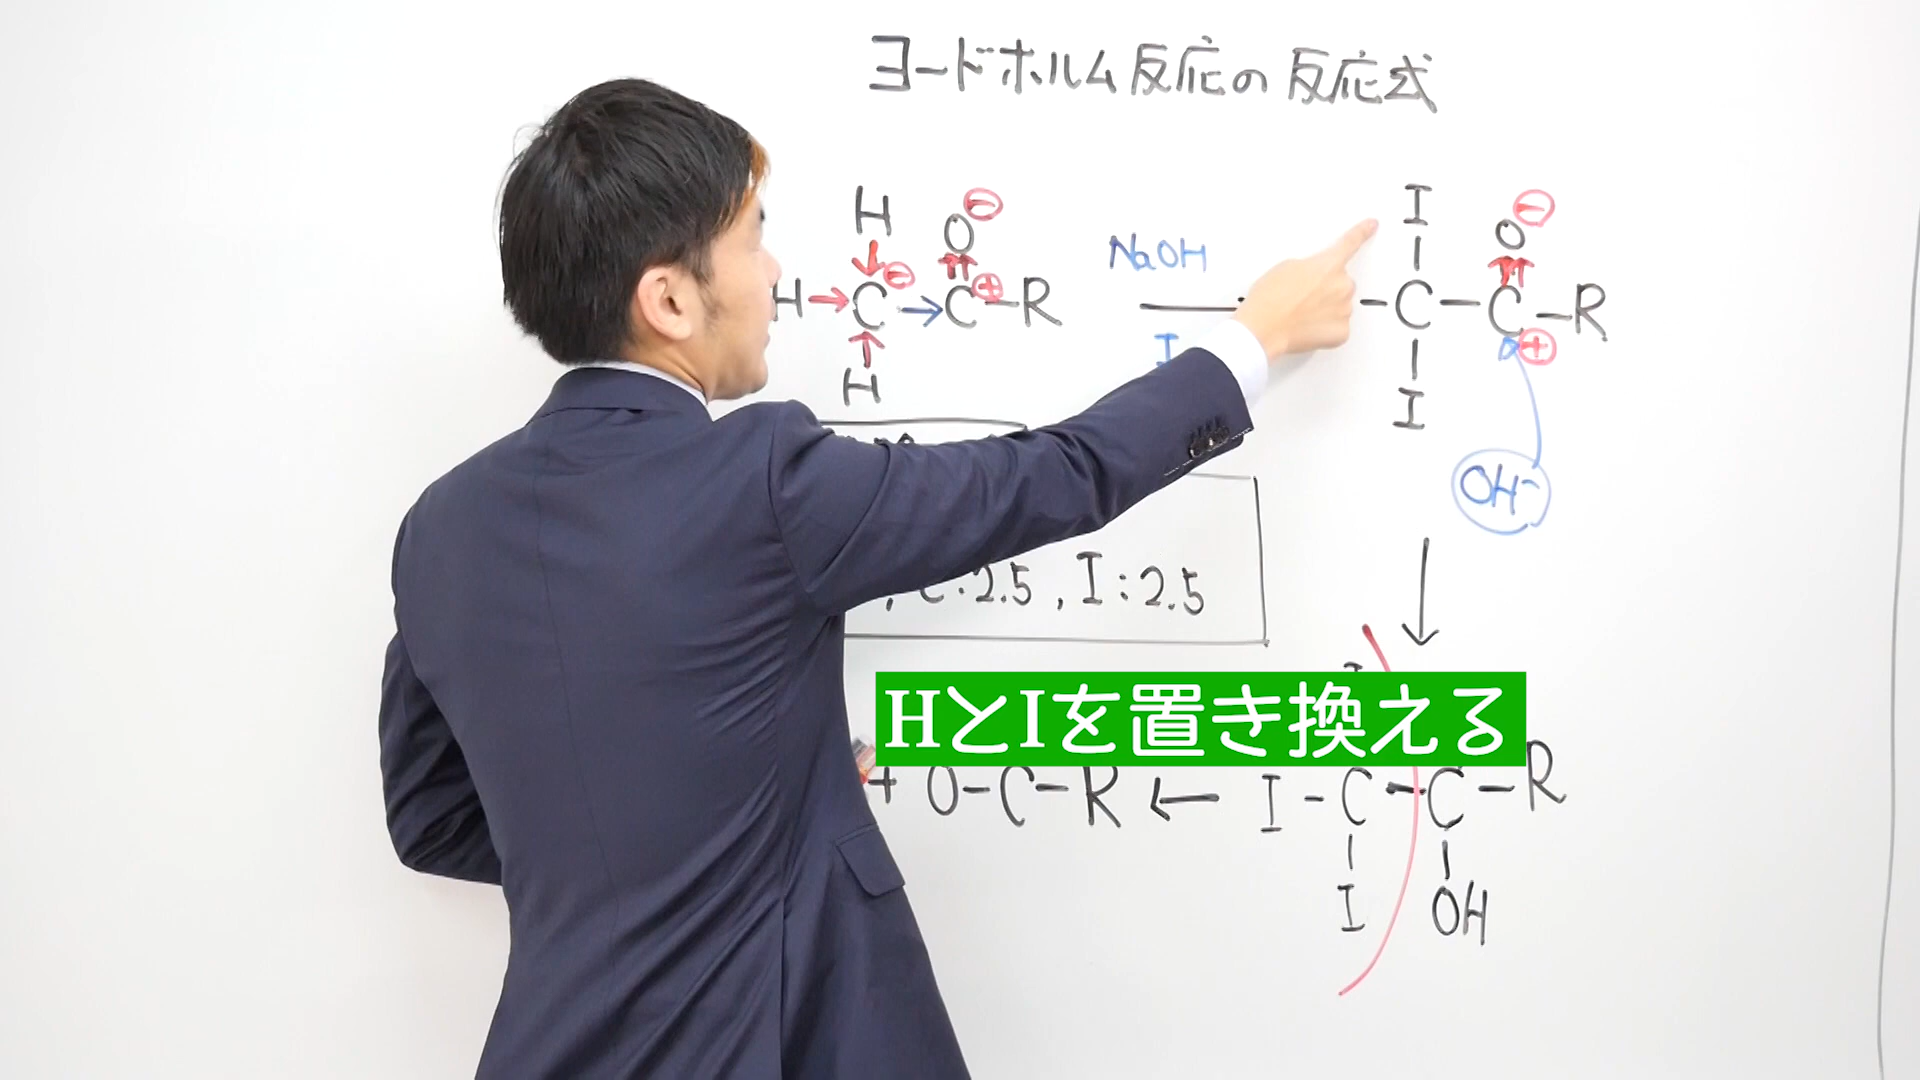 ヨードホルム反応の反応式
H
O ⊖
H → C ⊖ → C ⊕ - R
H
NaOH
I
I
O ⊖
- C - C - R
⊕
I
OH⁻
, C : 2.5 , I : 2.5
HとIを置き換える
+ O - C - R ← I - C - C - R
I
OH